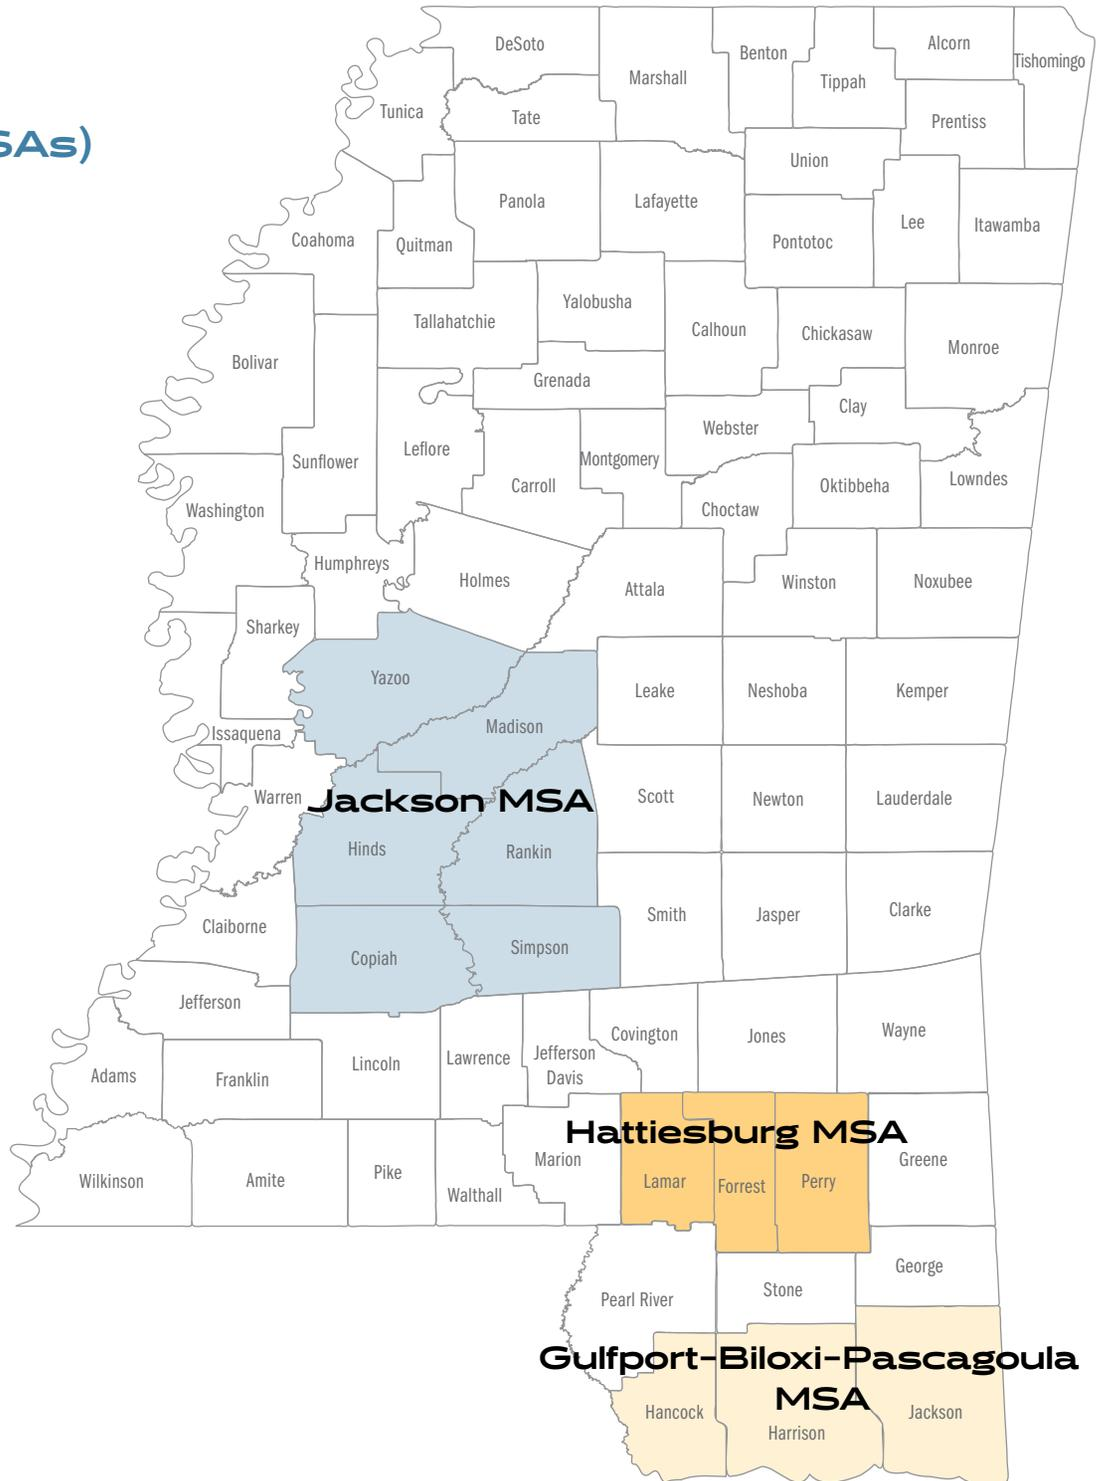 DeSoto
Marshall
Benton
Tippah
Alcorn
Tishomingo
Tunica
Tate
Prentiss
SAs)
Union
Panola
Lafayette
Lee
Itawamba
Coahoma
Quitman
Pontotoc
Tallahatchie
Yalobusha
Calhoun
Chickasaw
Monroe
Bolivar
Grenada
Clay
Webster
Leflore
Montgomery
Sunflower
Carroll
Oktibbeha
Lowndes
Washington
Choctaw
Humphreys
Holmes
Attala
Winston
Noxubee
Sharkey
Yazoo
Leake
Neshoba
Kemper
Madison
Issaquena
Warren
Jackson MSA
Scott
Newton
Lauderdale
Hinds
Rankin
Smith
Jasper
Clarke
Claiborne
Copiah
Simpson
Jefferson
Covington
Jones
Wayne
Lincoln
Lawrence
Jefferson
Davis
Adams
Franklin
Hattiesburg MSA
Marion
Greene
Wilkinson
Amite
Pike
Walthall
Lamar
Forrest
Perry
George
Pearl River
Stone
Gulfport-Biloxi-Pascagoula
MSA
Hancock
Harrison
Jackson